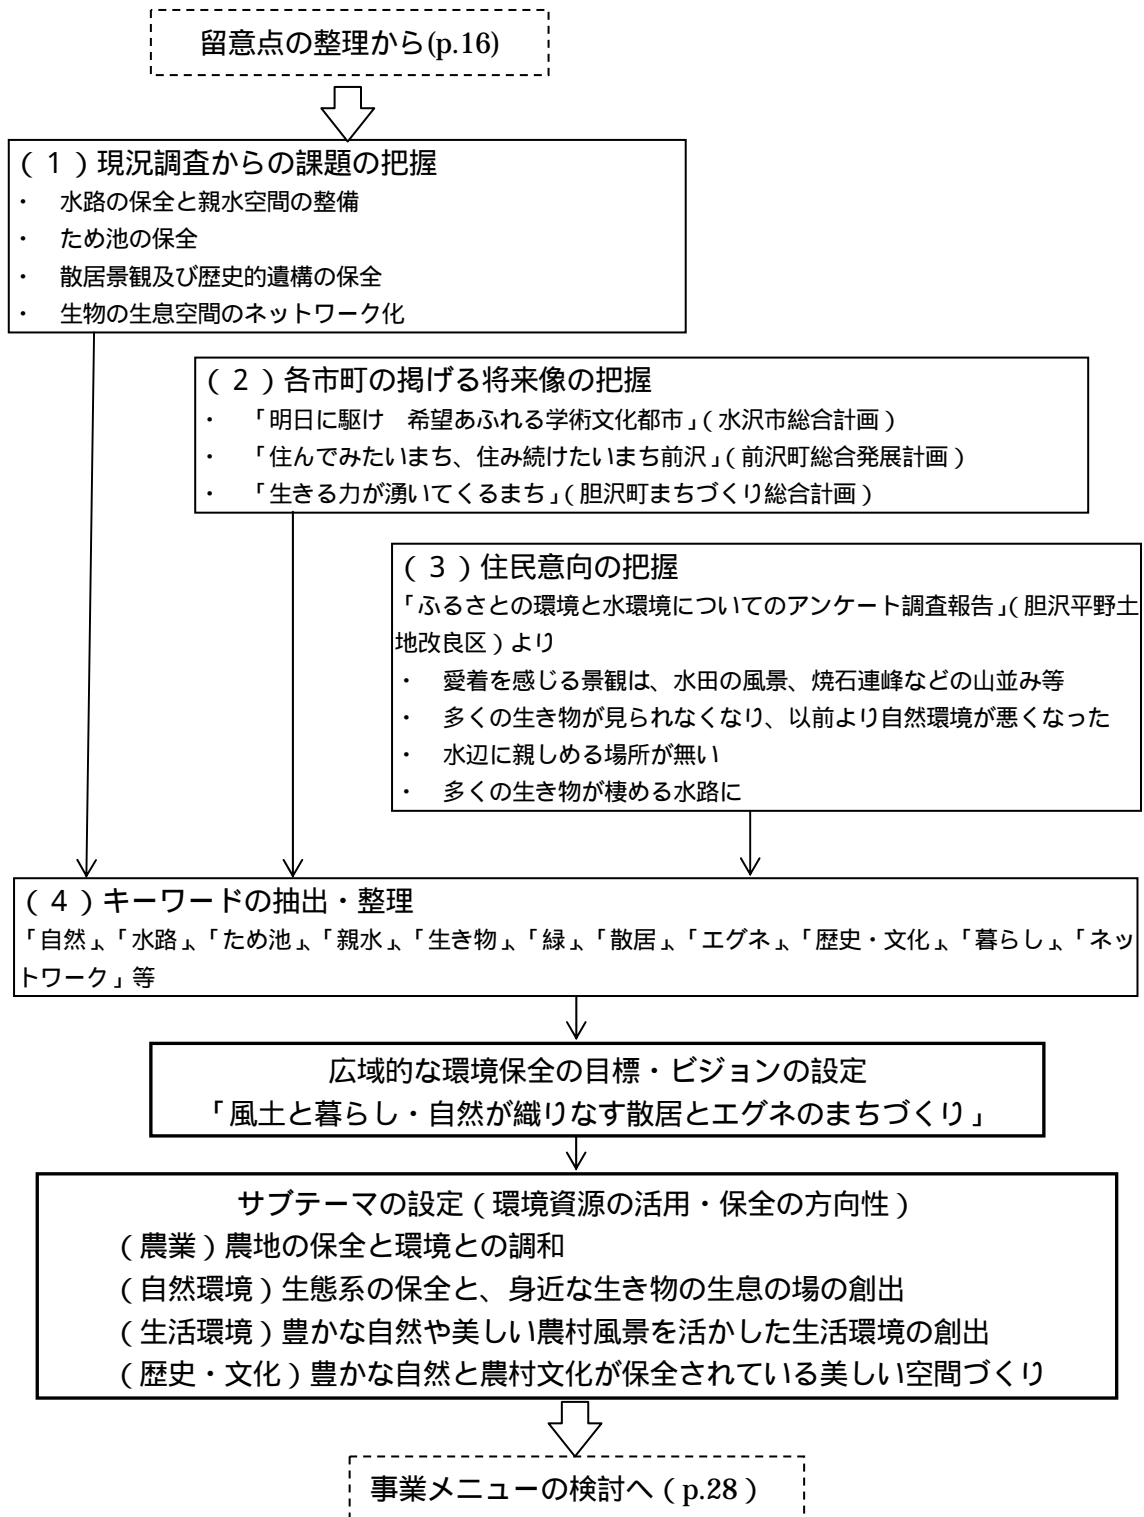 留意点の整理から(p.16)
（１）現況調査からの課題の把握
・　水路の保全と親水空間の整備
・　ため池の保全
・　散居景観及び歴史的遺構の保全
・　生物の生息空間のネットワーク化
（２）各市町の掲げる将来像の把握
・　「明日に駆け　希望あふれる学術文化都市」（水沢市総合計画）
・　「住んでみたいまち、住み続けたいまち前沢」（前沢町総合発展計画）
・　「生きる力が湧いてくるまち」（胆沢町まちづくり総合計画）
（３）住民意向の把握
「ふるさとの環境と水環境についてのアンケート調査報告」（胆沢平野土
地改良区）より
・　愛着を感じる景観は、水田の風景、焼石連峰などの山並み等
・　多くの生き物が見られなくなり、以前より自然環境が悪くなった
・　水辺に親しめる場所が無い
・　多くの生き物が棲める水路に
（４）キーワードの抽出・整理
「自然」、「水路」、「ため池」、「親水」、「生き物」、「緑」、「散居」、「エグネ」、「歴史・文化」、「暮らし」、「ネッ
トワーク」等
広域的な環境保全の目標・ビジョンの設定
「風土と暮らし・自然が織りなす散居とエグネのまちづくり」
サブテーマの設定（環境資源の活用・保全の方向性）
（農業）農地の保全と環境との調和
（自然環境）生態系の保全と、身近な生き物の生息の場の創出
（生活環境）豊かな自然や美しい農村風景を活かした生活環境の創出
（歴史・文化）豊かな自然と農村文化が保全されている美しい空間づくり
事業メニューの検討へ（p.28）